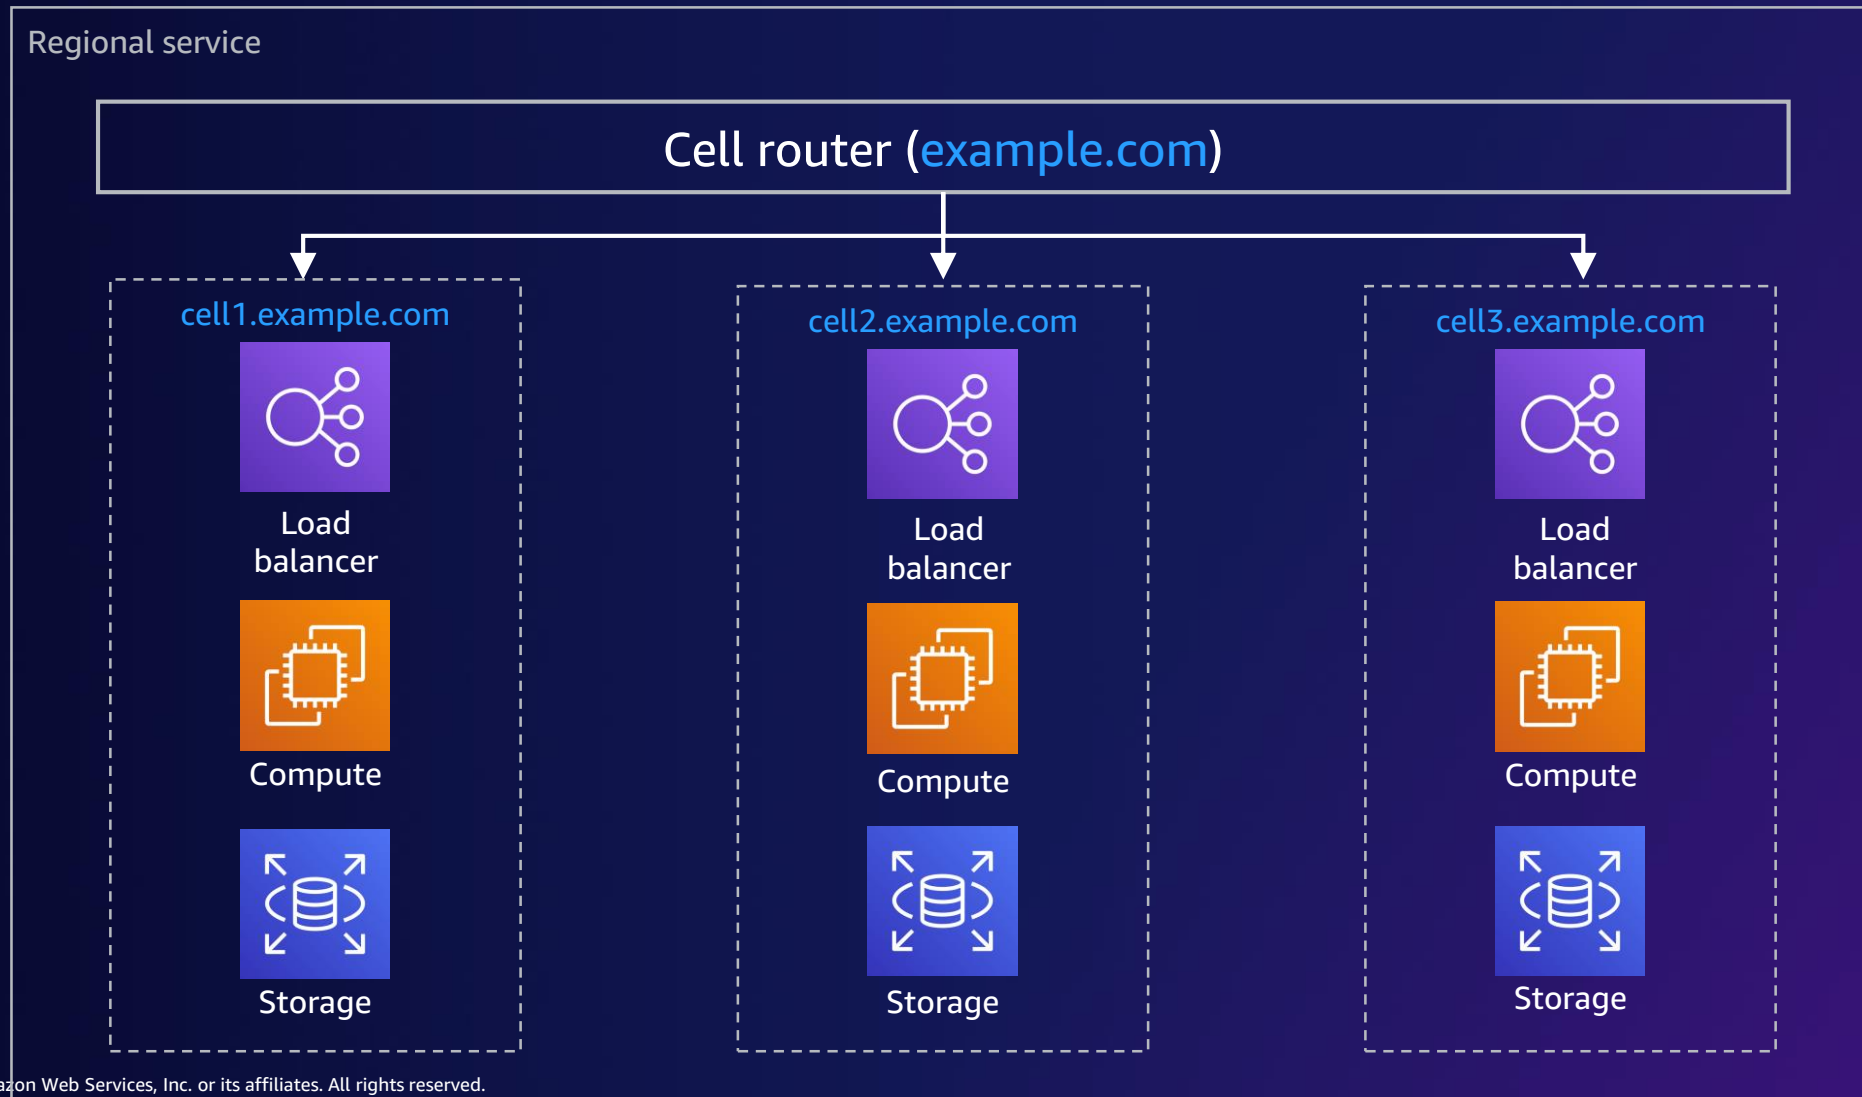 Regional service
Cell router (example.com)
cell1.example.com
Load
balancer
Compute
Storage
cell2.example.com
Load
balancer
Compute
Storage
cell3.example.com
Load
balancer
Compute
Storage
Web Services, Inc. or its affiliates. All rights reserved.